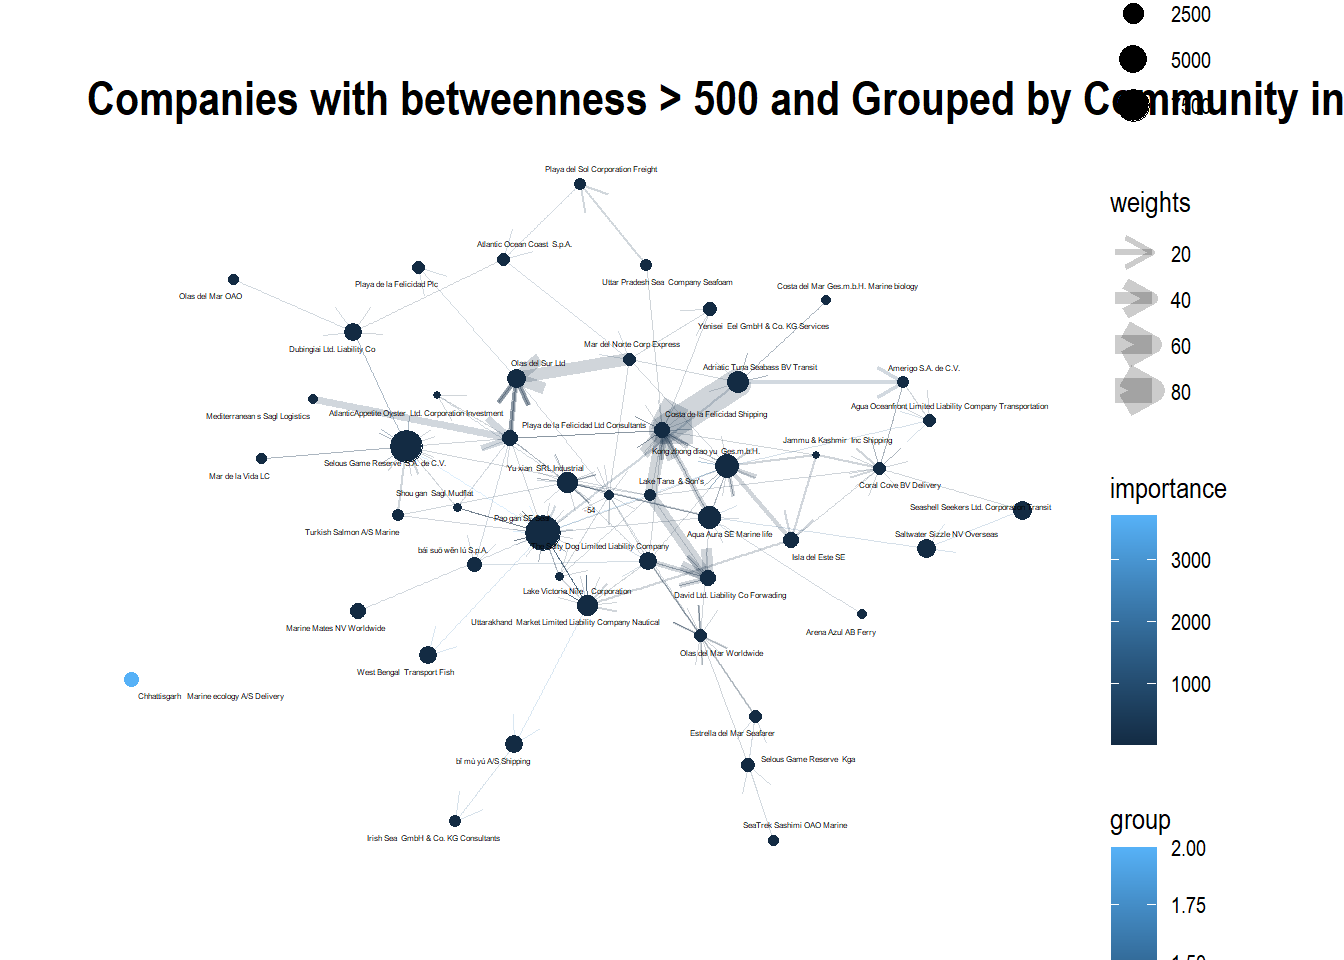 2500
5000
7500
Companies with betweenness > 500 and Grouped by Community in
Playa del Sol Corporation Freight
weights
20
40
60
80
Atlantic Ocean Coast S.p.A.
Playa de la Felicidad Plc
Uttar Pradesh Sea Company Seafoam
Costa del Mar Ges.m.b.H. Marine biology
Olas del Mar OAO
Yenisei Eel GmbH & Co. KG Services
Dubingiai Ltd. Liability Co
Mar del Norte Corp Express
Olas del Sur Ltd
Adriatic Tuna Seabass BV Transit
Amerigo S.A. de C.V.
Mediterranean s Sagl Logistics
AtlanticAppetite Oyster Ltd. Corporation Investment
Costa de la Felicidad Shipping
Agua Oceanfront Limited Liability Company Transportation
Playa de la Felicidad Ltd Consultants
Jammu & Kashmir Inc Shipping
Kong zhong diao yu Ges.m.b.H.
Selous Game Reserve S.A. de C.V.
Yu xian SRL Industrial
Mar de la Vida LC
Lake Tana & Son's
Coral Cove BV Delivery
importance
Shou gan Sagl Mudflat
Seashell Seekers Ltd. Corporation Transit
54
Pao gan SE
Turkish Salmon A/S Marine
Aqua Aura SE Marine life
Saltwater Sizzle NV Overseas
Dog Limited Liability Company
bái suō wěn lú S.p.A.
Isla del Este SE
3000
2000
1000
Lake Victoria Nile Corporation
David Ltd. Liability Co Forwading
Uttarakhand Market Limited Liability Company Nautical
Marine Mates NV Worldwide
Arena Azul AB Ferry
Olas del Mar Worldwide
West Bengal Transport Fish
Chhattisgarh Marine ecology A/S Delivery
Estrella del Mar Seafarer
bǐ mù yú A/S Shipping
Selous Game Reserve Kga
SeaTrek Sashimi OAO Marine
Irish Sea GmbH & Co. KG Consultants
group
2.00
1.75
1.50